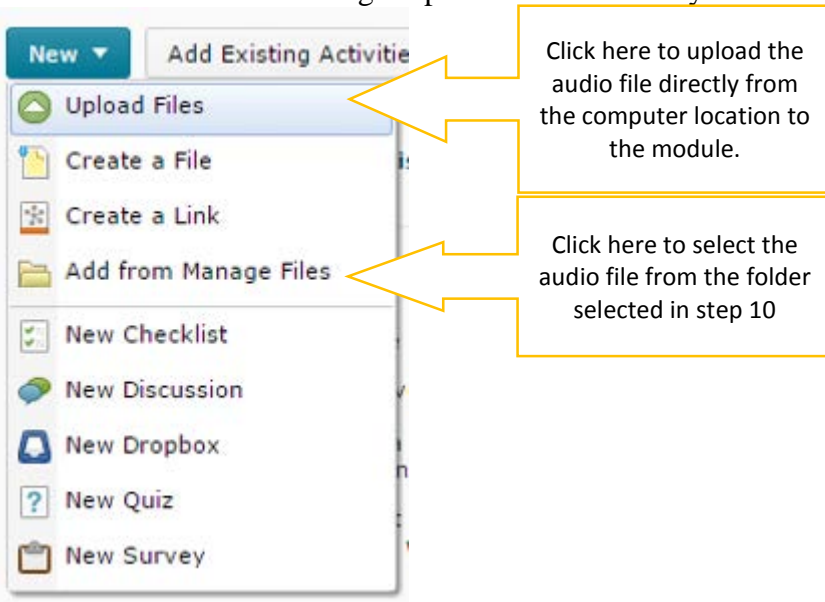 New
Add Existing Activitie
Upload Files
Create a File
Create a Link
Add from Manage Files
New Checklist
New Discussion
New Dropbox
New Quiz
New Survey
Click here to upload the
audio file directly from
the computer location to
the module.
Click here to select the
audio file from the folder
selected in step 10